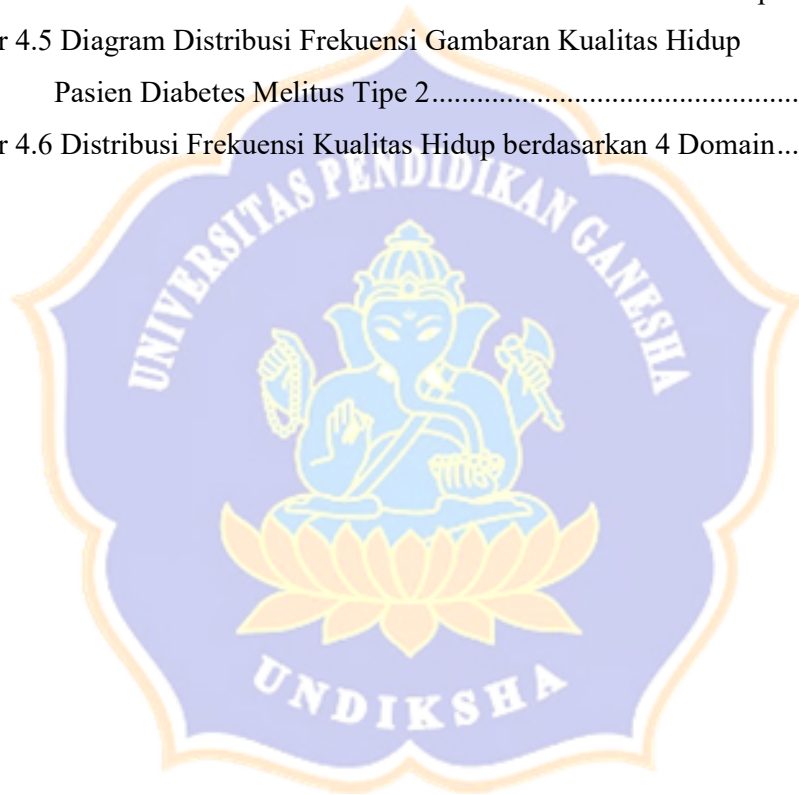 r 4.5 Diagram Distribusi Frekuensi Gambaran Kualitas Hidup
Pasien Diabetes Melitus Tipe 2..................................................
r 4.6 Distribusi Frekuensi Kualitas Hidup berdasarkan 4 Domain...
UNIVERSITAS PENDIDIKAN GANESHA
UNDIKSHA